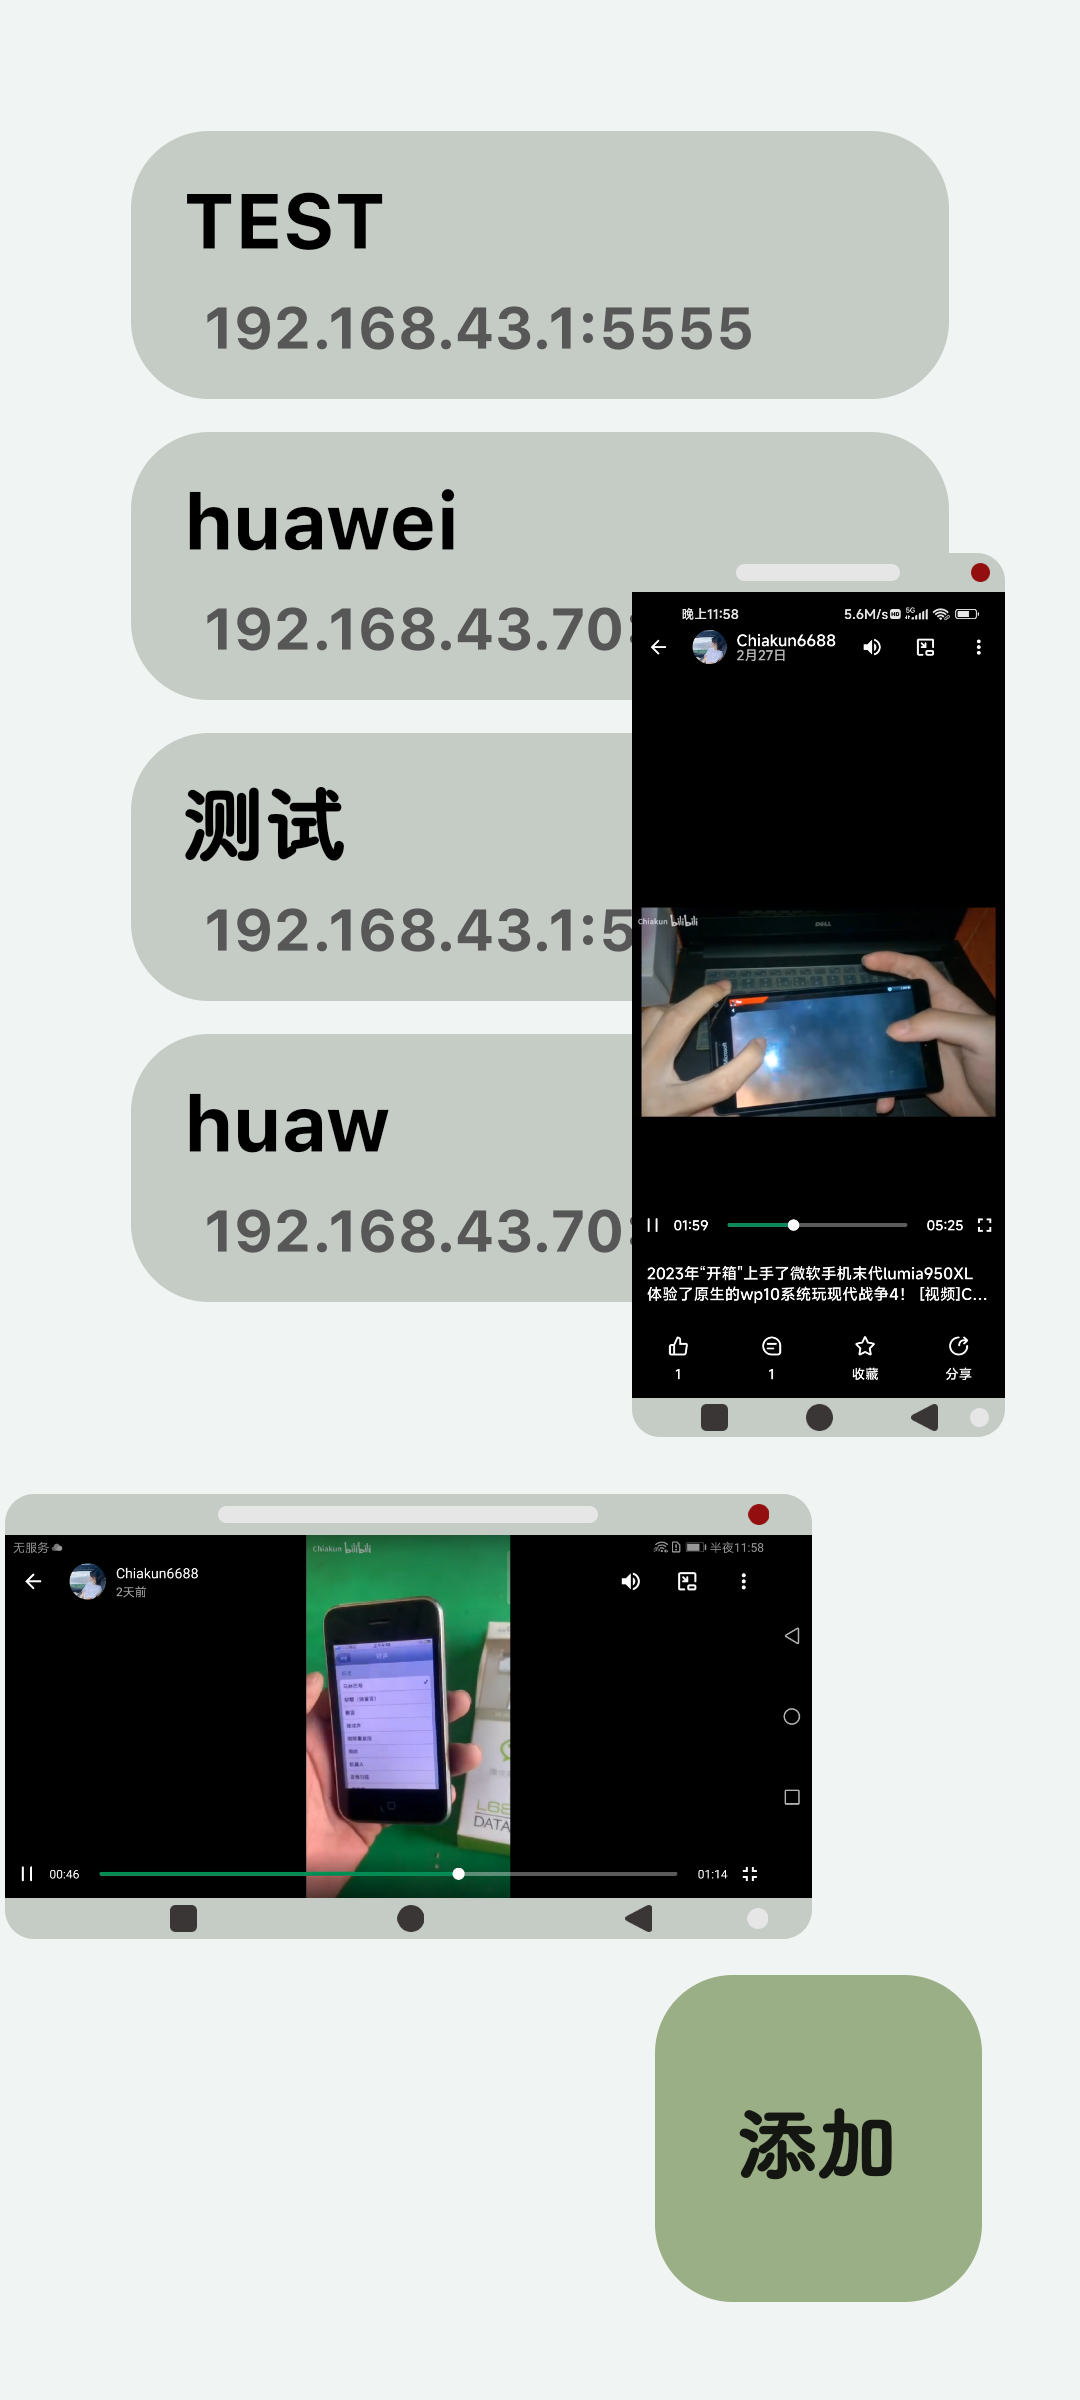 TEST
192.168.43.1:5555
huawei
192.168.43.70:
测试
192.168.43.1:5
huaw
192.168.43.70:
晚上11:58
5.6M/s
HD
5G
Chiakun6688
2月27日
Chiakun bilibili
DELL
Microsoft
01:59
05:25
2023年“开箱”上手了微软手机末代lumia950XL
体验了原生的wp10系统玩现代战争4！ [视频]C...
1
1
收藏
分享
无服务
半夜11:58
Chiakun6688
2天前
Chiakun bilibili
DATA
00:46
01:14
添加